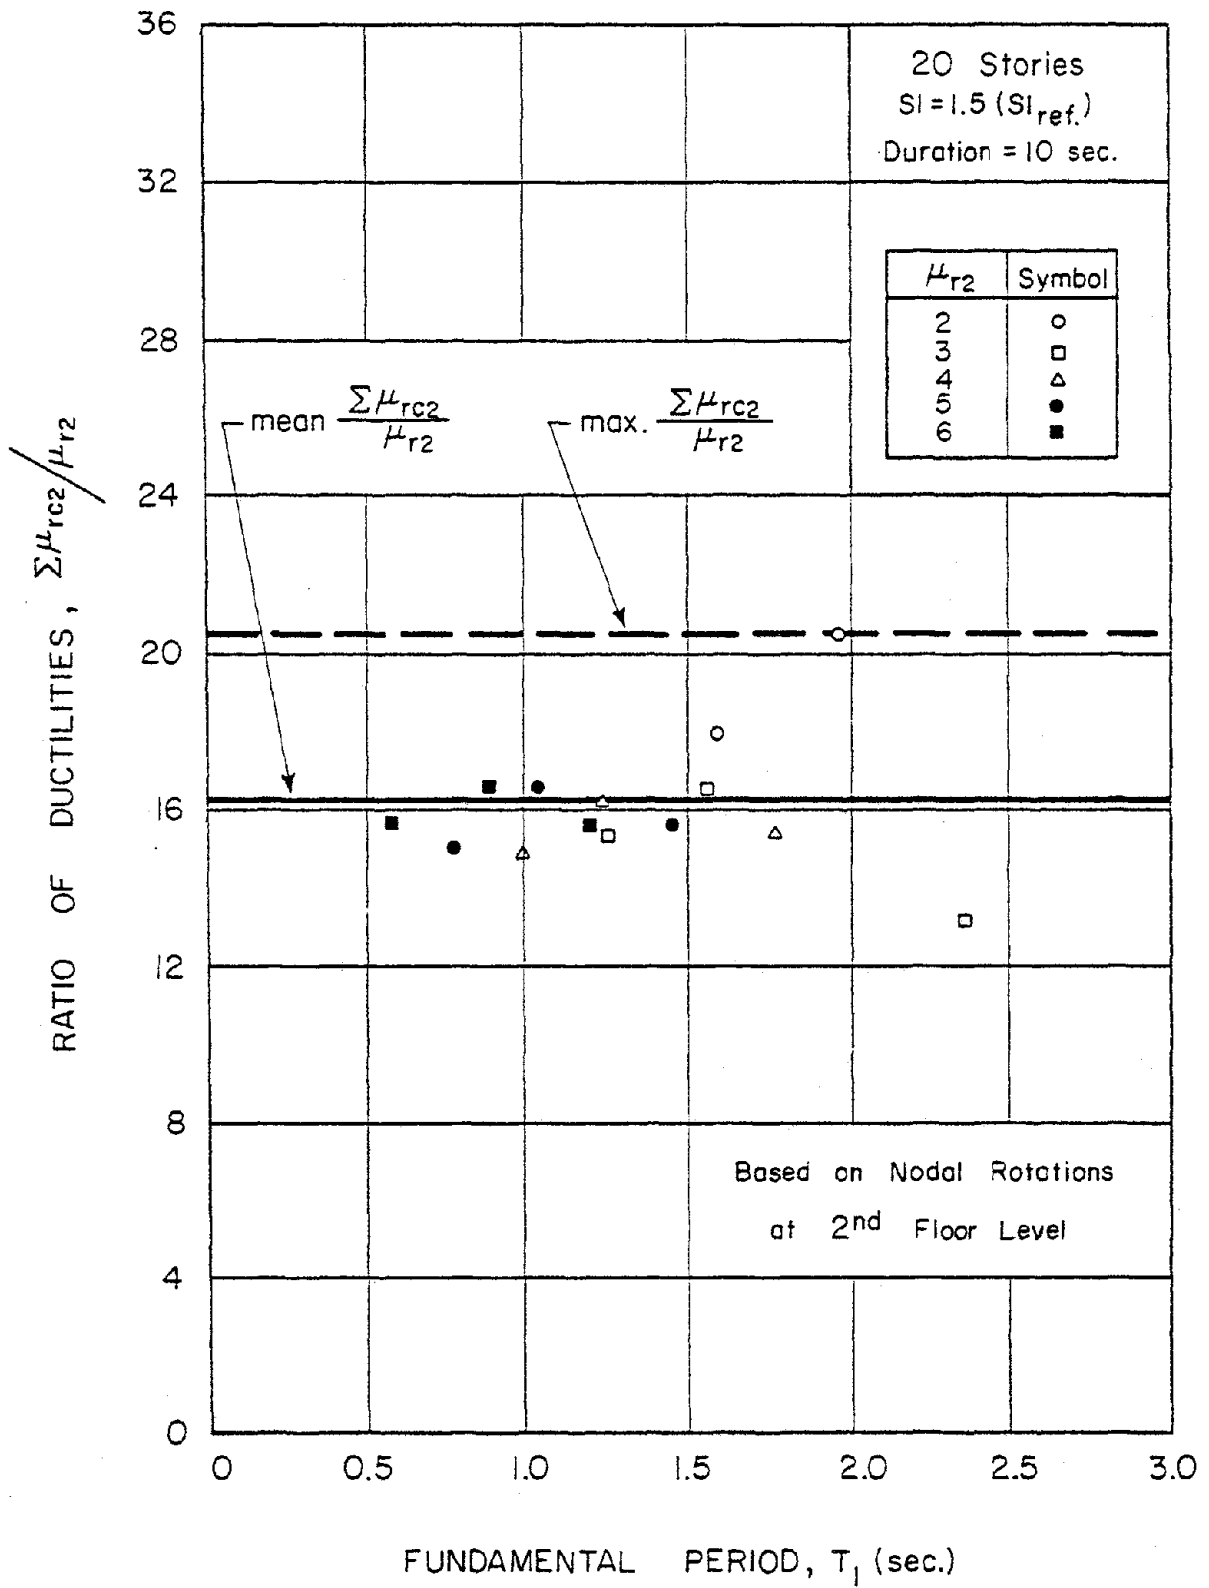 36
32
28
24
20
16
12
8
4
0
RATIO OF DUCTILITIES, Σμrc2/μr2
20 Stories
SI = 1.5 (SIref.)
Duration = 10 sec.
μr2 Symbol
2 ○
3 □
4 △
5 ●
6 ■
mean Σμrc2/μr2
max. Σμrc2/μr2
Based on Nodal Rotations
at 2nd Floor Level
0 0.5 1.0 1.5 2.0 2.5 3.0
FUNDAMENTAL PERIOD, T1 (sec.)